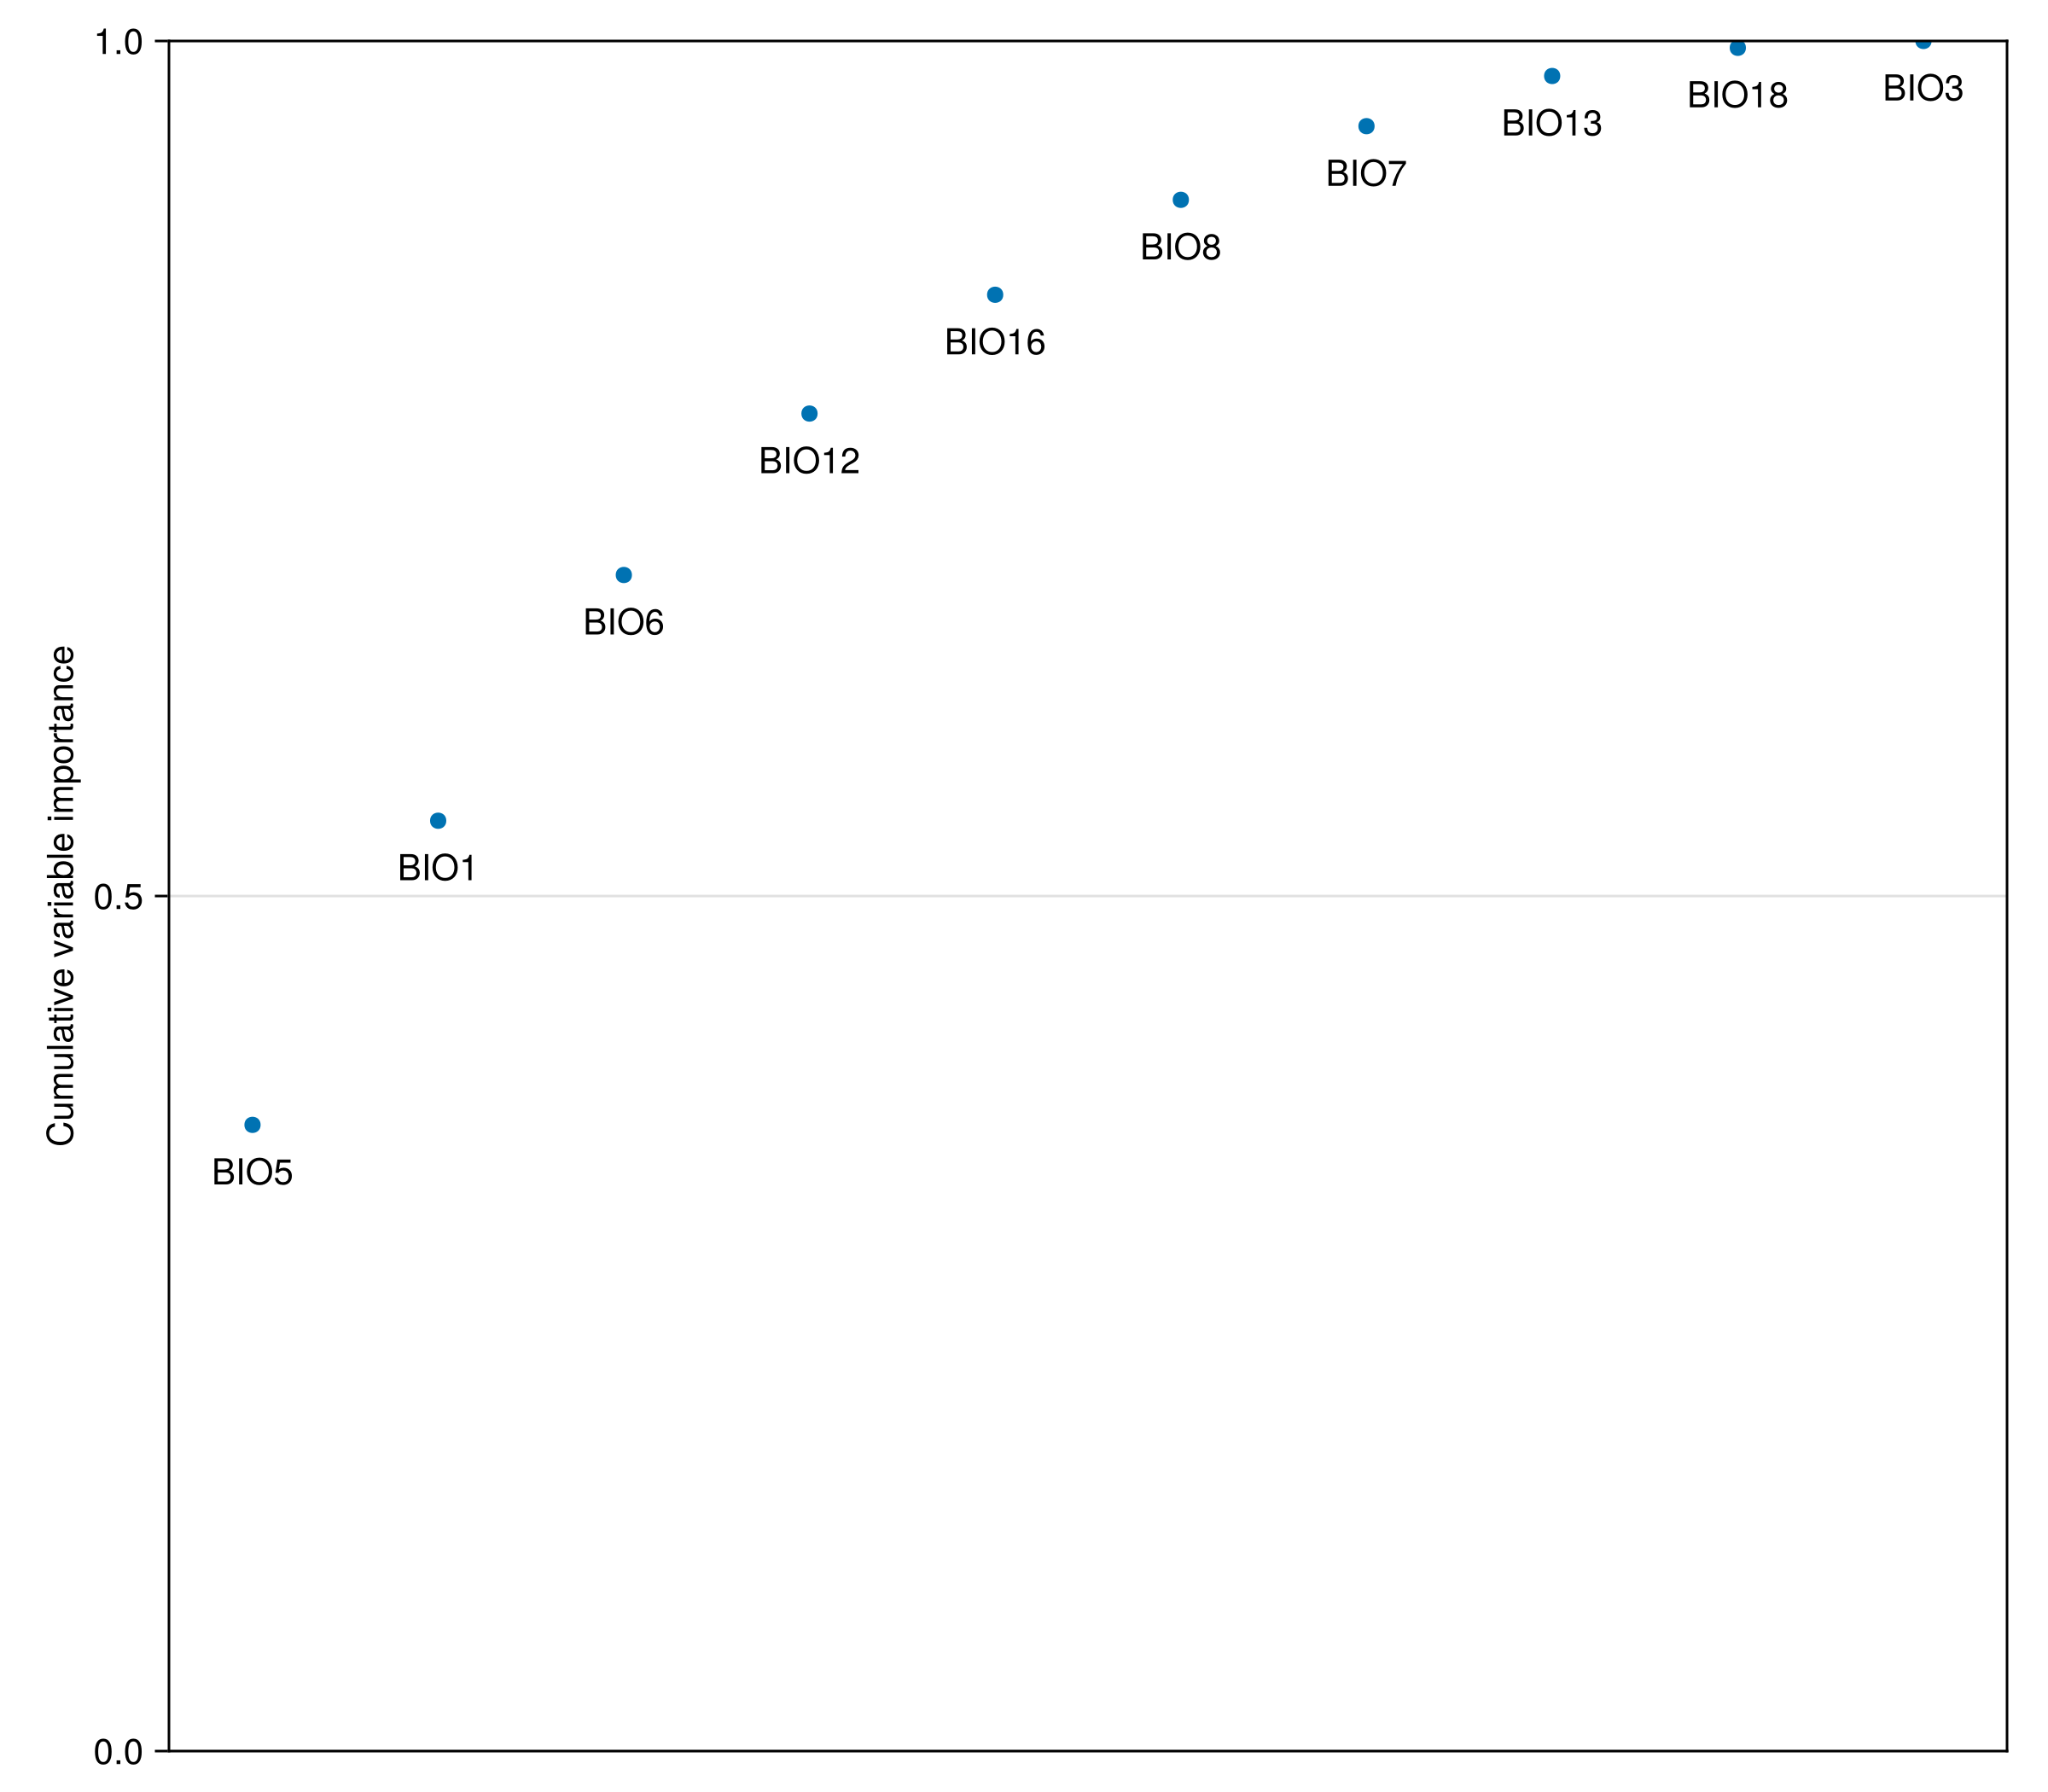 1.0
BIO3
BIO18
BIO13
BIO7
BIO8
BIO16
BIO12
BIO6
BIO1
0.5
BIO5
0.0
Cumulative variable importance